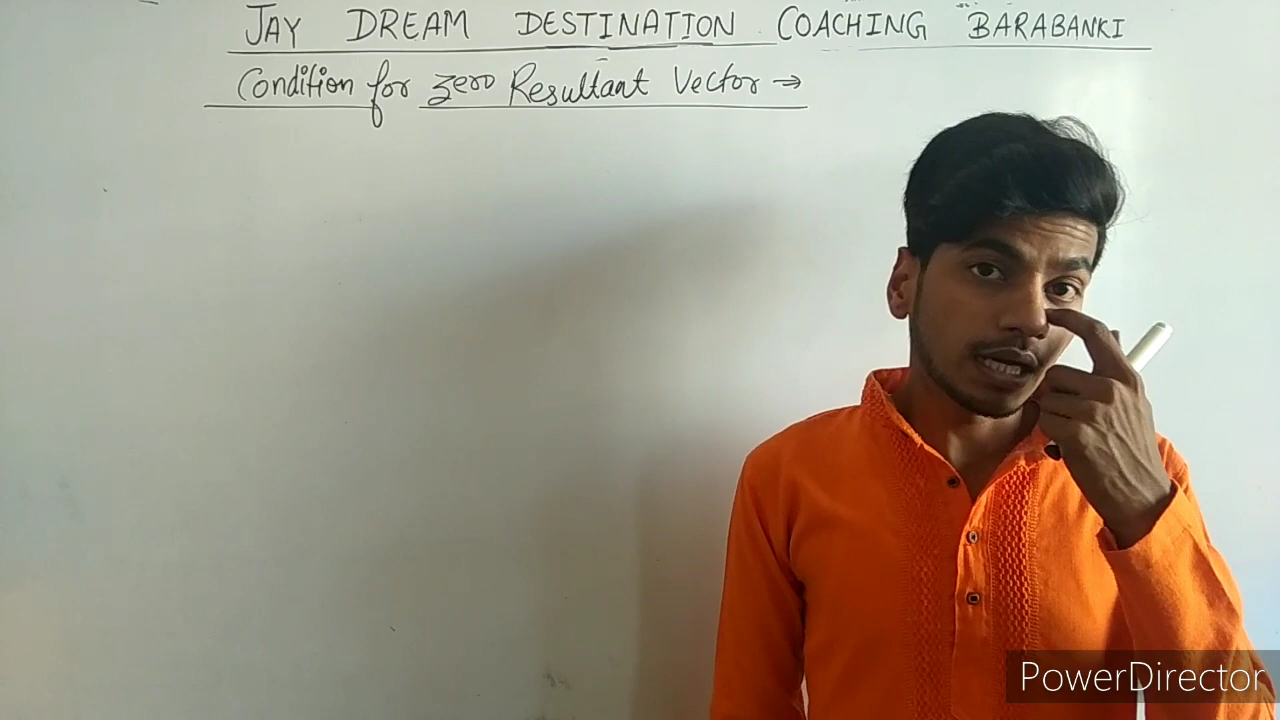 JAY DREAM DESTINATION COACHING BARABANKI
Condition for zero Resultant Vector →
PowerDirector